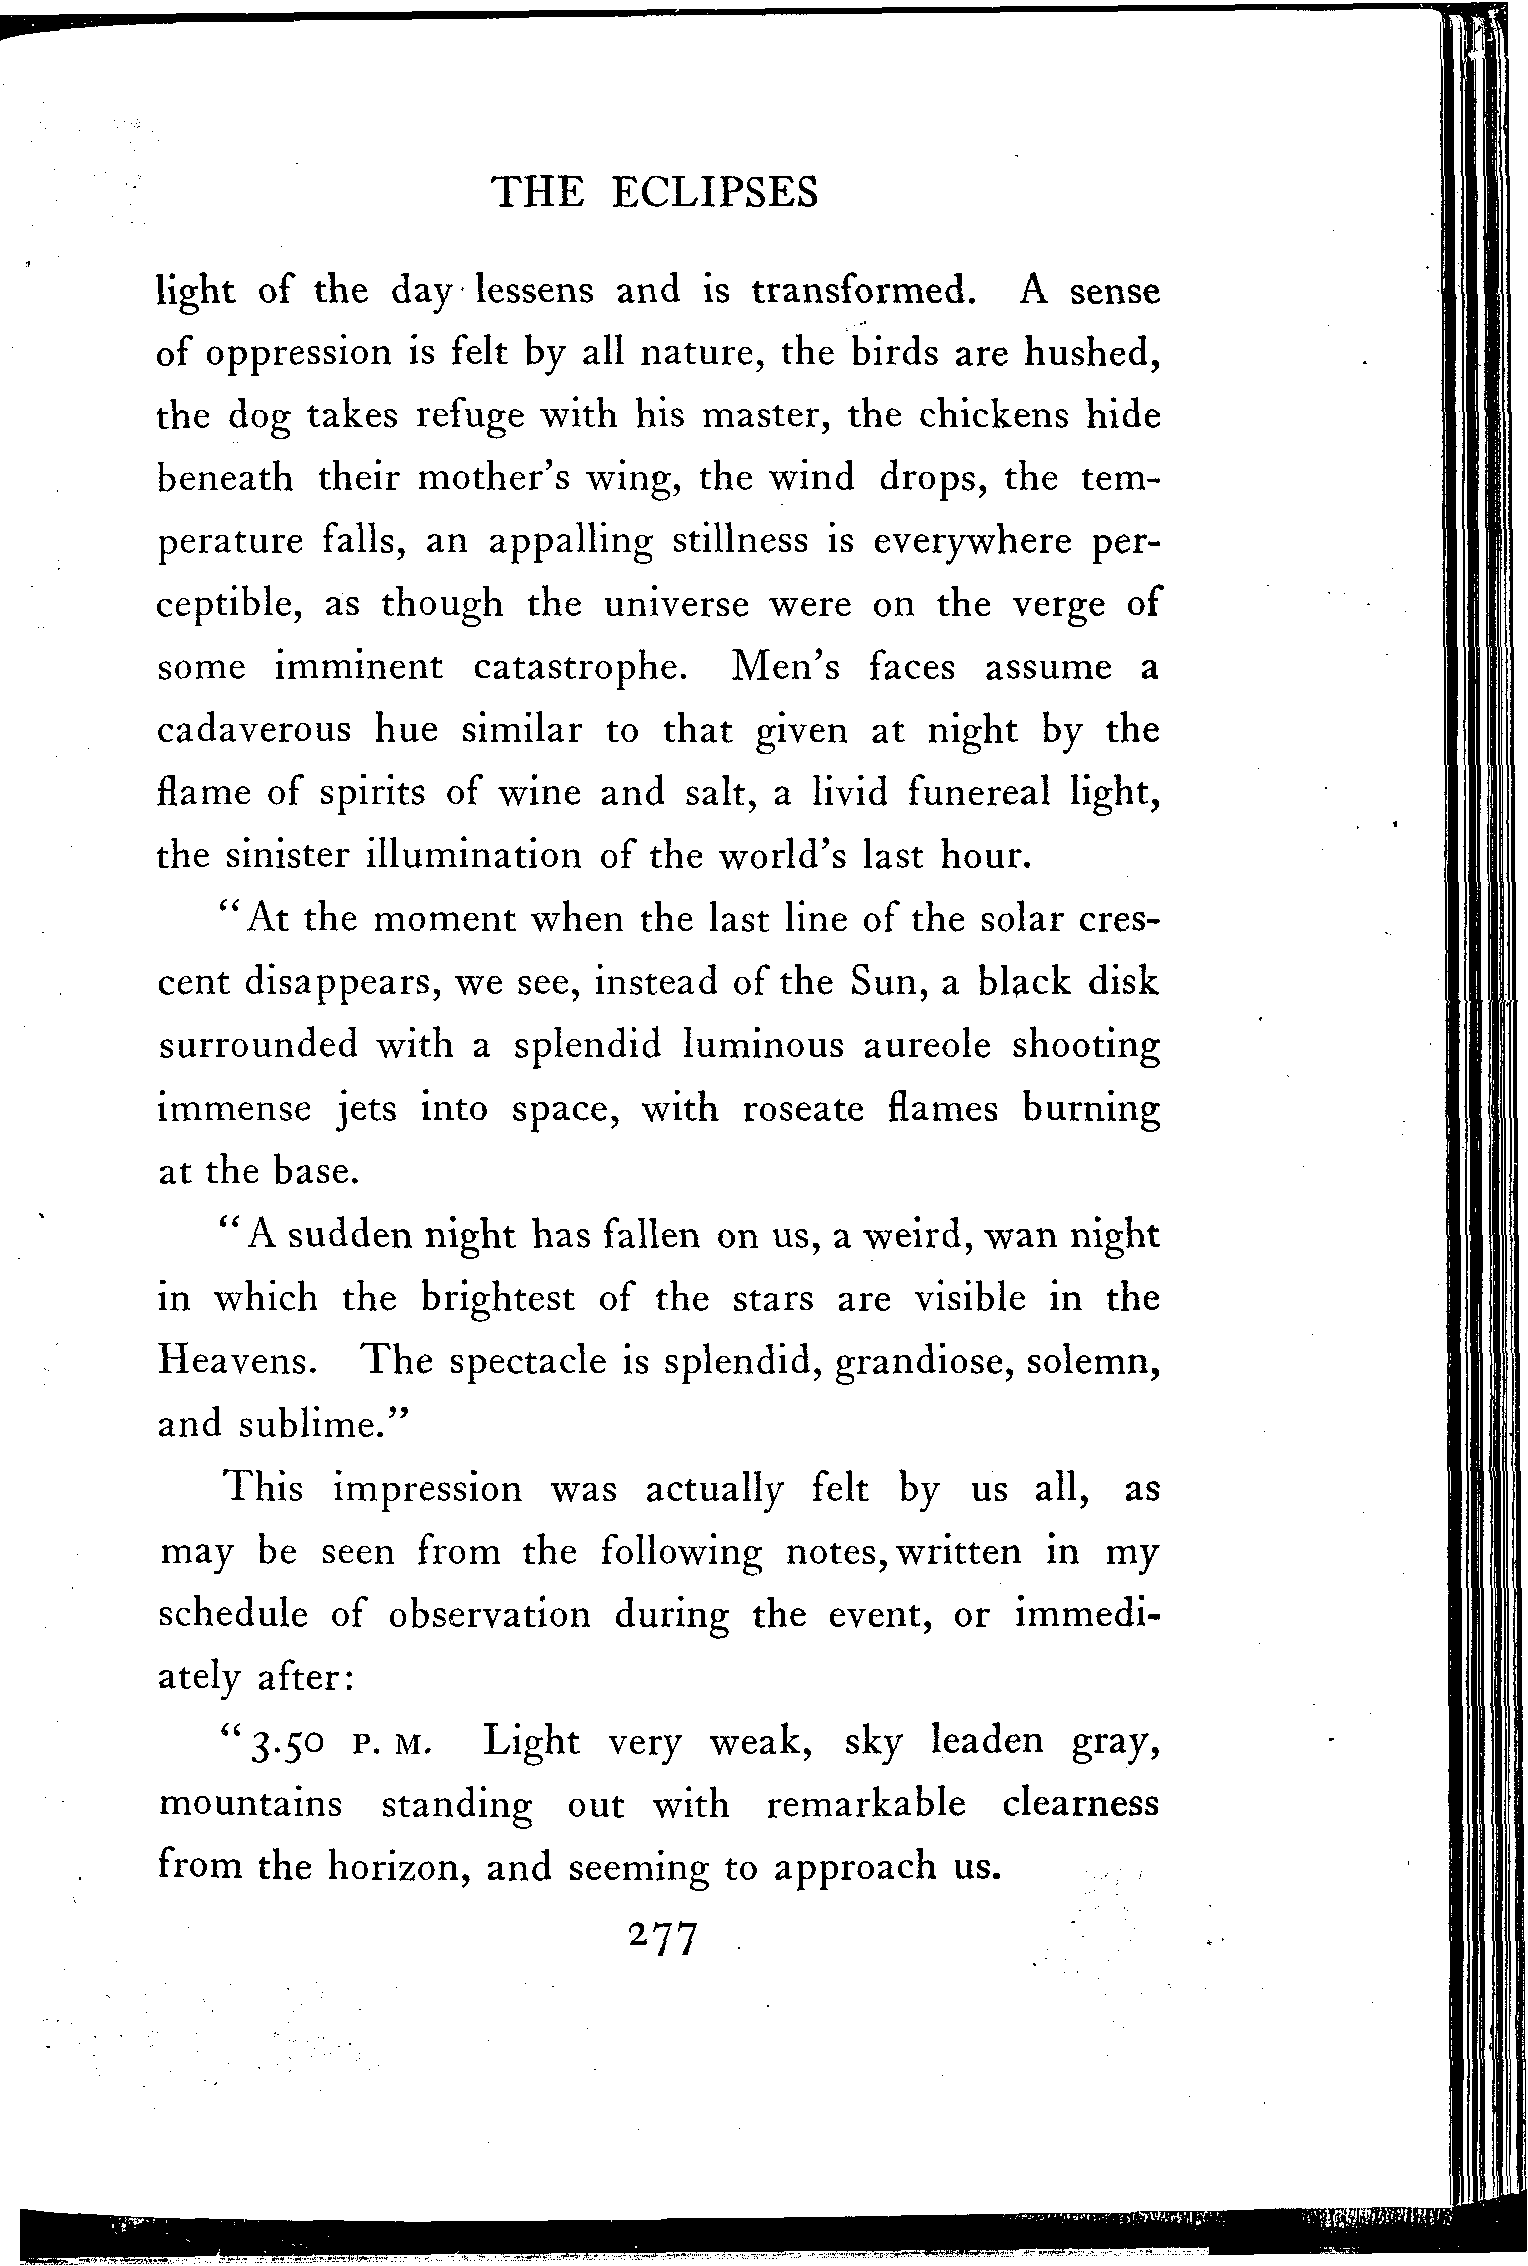 THE ECLIPSES
light of the day lessens and is transformed. A sense
of oppression is felt by all nature, the birds are hushed,
the dog takes refuge with his master, the chickens hide
beneath their mother's wing, the wind drops, the tem-
perature falls, an appalling stillness is everywhere per-
ceptible, as though the universe were on the verge of
some imminent catastrophe. Men's faces assume a
cadaverous hue similar to that given at night by the
flame of spirits of wine and salt, a livid funereal light,
the sinister illumination of the world's last hour.
"At the moment when the last line of the solar cres-
cent disappears, we see, instead of the Sun, a black disk
surrounded with a splendid luminous aureole shooting
immense jets into space, with roseate flames burning
at the base.
"A sudden night has fallen on us, a weird, wan night
in which the brightest of the stars are visible in the
Heavens. The spectacle is splendid, grandiose, solemn,
and sublime."
This impression was actually felt by us all, as
may be seen from the following notes, written in my
schedule of observation during the event, or immedi-
ately after:
"3.50 P. M. Light very weak, sky leaden gray,
mountains standing out with remarkable clearness
from the horizon, and seeming to approach us.
277